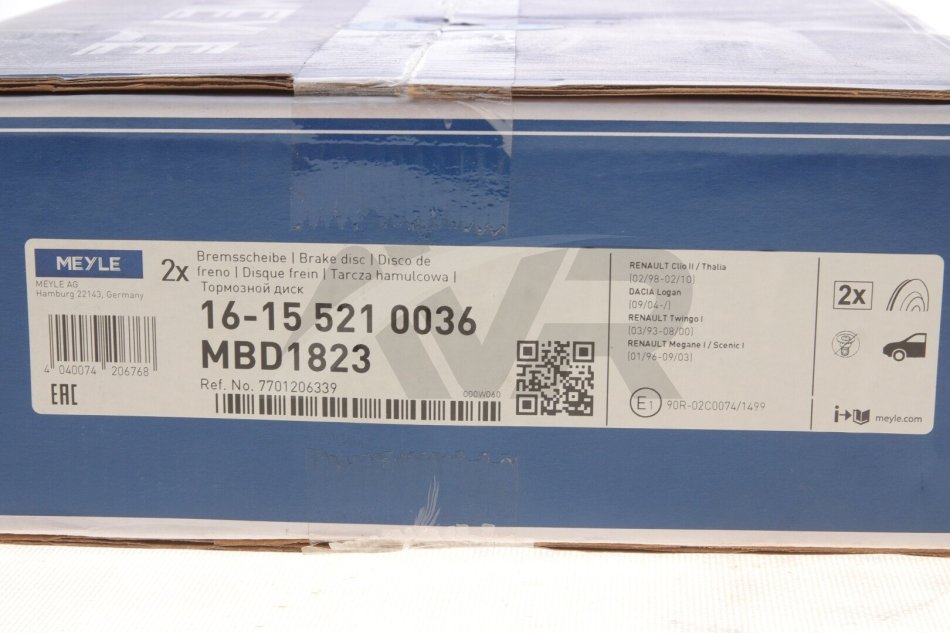 MEYLE
MEYLE AG
Hamburg 22143, Germany
4 040074 206768
EAC
2x
Bremsscheibe | Brake disc | Disco de
freno | Disque frein | Tarcza hamulcowa |
Тормозной диск
16-15 521 0036
MBD1823
Ref. No. 7701206339
000W060
RENAULT Clio II / Thalia
(02/98-02/10)
DACIA Logan
(09/04-/)
RENAULT Twingo I
(03/93-08/00)
RENAULT Megane I / Scenic I
(01/96-09/03)
E1 90R-02C0074/1499
2x
meyle.com
VR